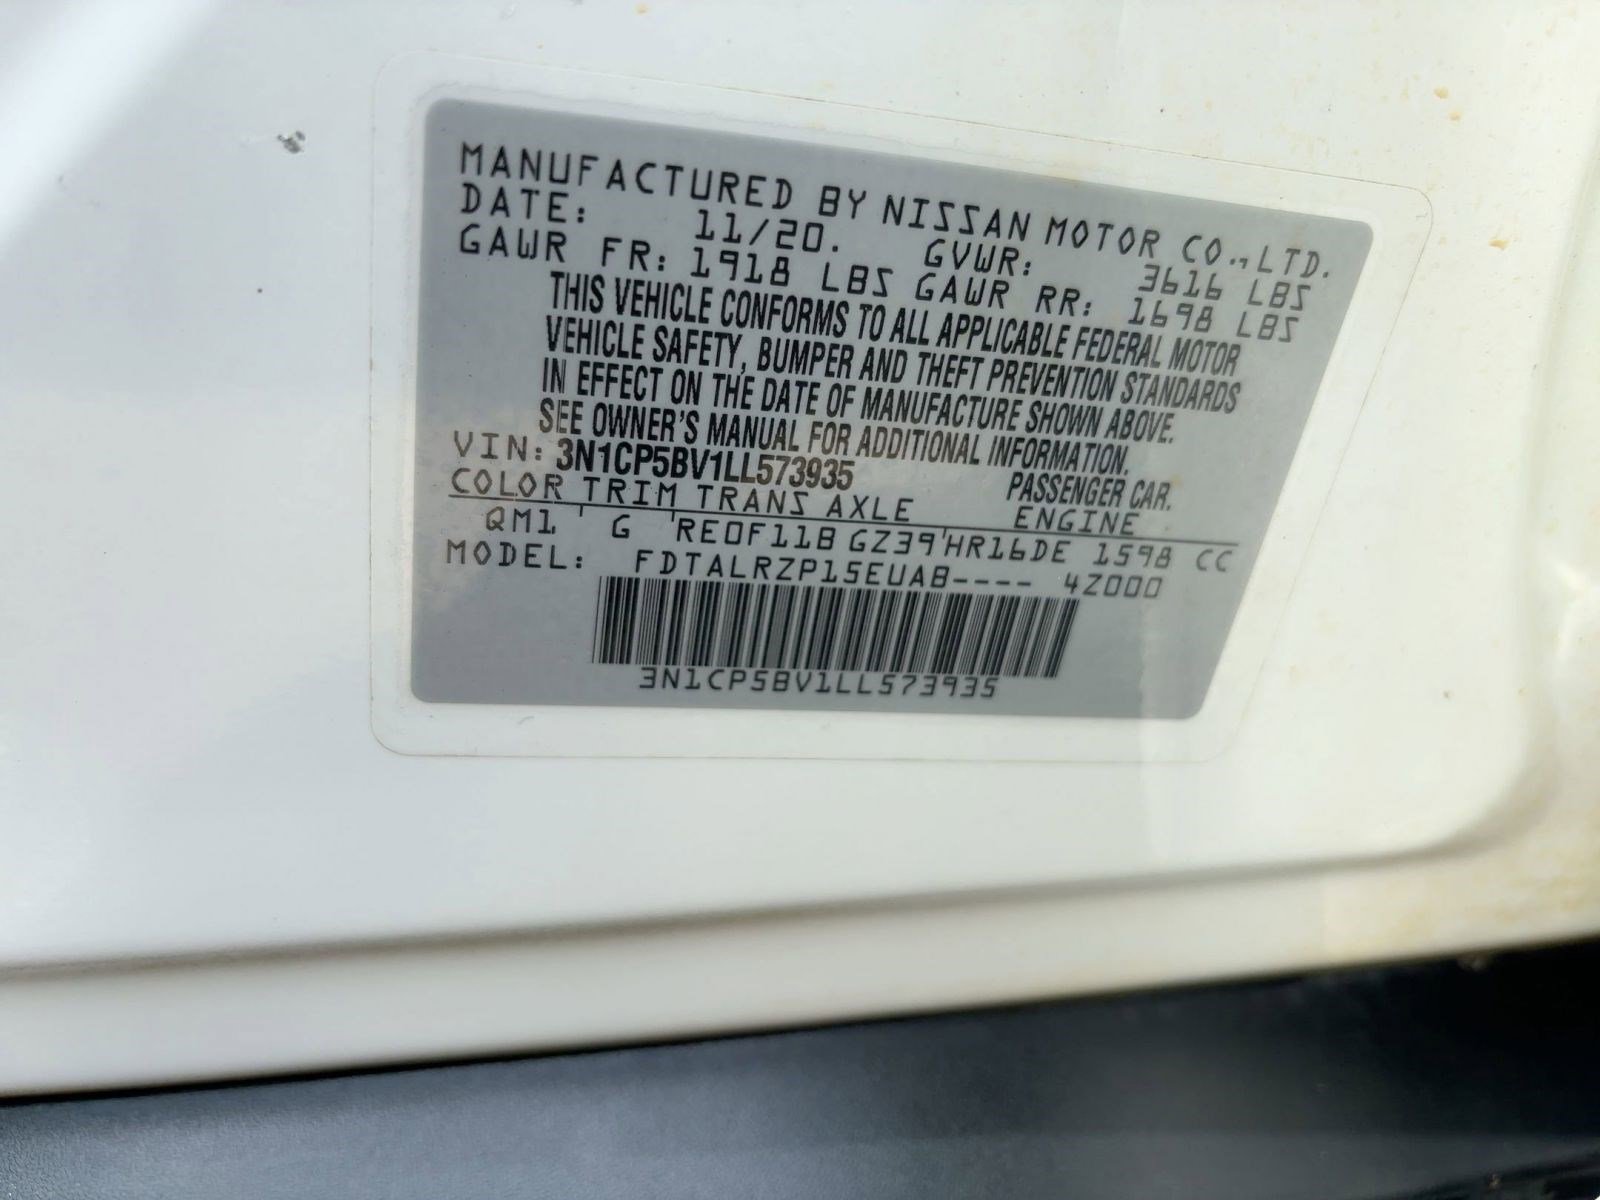 MANUFACTURED BY NISSAN MOTOR CO.,LTD.
DATE: 11/20. GVWR: 3616 LBS
GAWR FR: 1918 LBS GAWR RR: 1698 LBS
THIS VEHICLE CONFORMS TO ALL APPLICABLE FEDERAL MOTOR
VEHICLE SAFETY, BUMPER AND THEFT PREVENTION STANDARDS
IN EFFECT ON THE DATE OF MANUFACTURE SHOWN ABOVE.
SEE OWNER'S MANUAL FOR ADDITIONAL INFORMATION.
VIN: 3N1CP5BV1LL573935 PASSENGER CAR.
COLOR TRIM TRANS AXLE ENGINE
QM1 G RE0F11B GZ39 HR16DE 1598 CC
MODEL: FDTALRZP15EUAB---- 4Z000
3N1CP5BV1LL573935